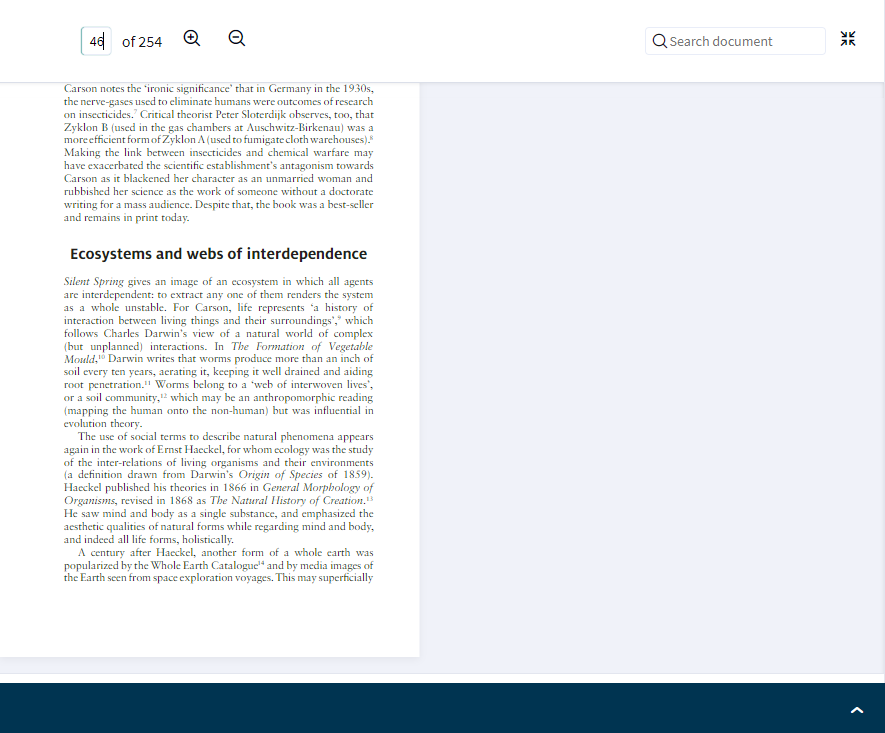 46 of 254 Search document
Carson notes the ‘ironic significance’ that in Germany in the 1930s,
the nerve-gases used to eliminate humans were outcomes of research
on insecticides.⁷ Critical theorist Peter Sloterdijk observes, too, that
Zyklon B (used in the gas chambers at Auschwitz-Birkenau) was a
more efficient form of Zyklon A (used to fumigate cloth warehouses).⁸
Making the link between insecticides and chemical warfare may
have exacerbated the scientific establishment’s antagonism towards
Carson as it blackened her character as an unmarried woman and
rubbished her science as the work of someone without a doctorate
writing for a mass audience. Despite that, the book was a best-seller
and remains in print today.
Ecosystems and webs of interdependence
Silent Spring gives an image of an ecosystem in which all agents
are interdependent: to extract any one of them renders the system
as a whole unstable. For Carson, life represents ‘a history of
interaction between living things and their surroundings’,⁹ which
follows Charles Darwin’s view of a natural world of complex
(but unplanned) interactions. In The Formation of Vegetable
Mould,¹⁰ Darwin writes that worms produce more than an inch of
soil every ten years, aerating it, keeping it well drained and aiding
root penetration.¹¹ Worms belong to a ‘web of interwoven lives’,
or a soil community,¹² which may be an anthropomorphic reading
(mapping the human onto the non-human) but was influential in
evolution theory.
The use of social terms to describe natural phenomena appears
again in the work of Ernst Haeckel, for whom ecology was the study
of the inter-relations of living organisms and their environments
(a definition drawn from Darwin’s Origin of Species of 1859).
Haeckel published his theories in 1866 in General Morphology of
Organisms, revised in 1868 as The Natural History of Creation.¹³
He saw mind and body as a single substance, and emphasized the
aesthetic qualities of natural forms while regarding mind and body,
and indeed all life forms, holistically.
A century after Haeckel, another form of a whole earth was
popularized by the Whole Earth Catalogue¹⁴ and by media images of
the Earth seen from space exploration voyages. This may superficially